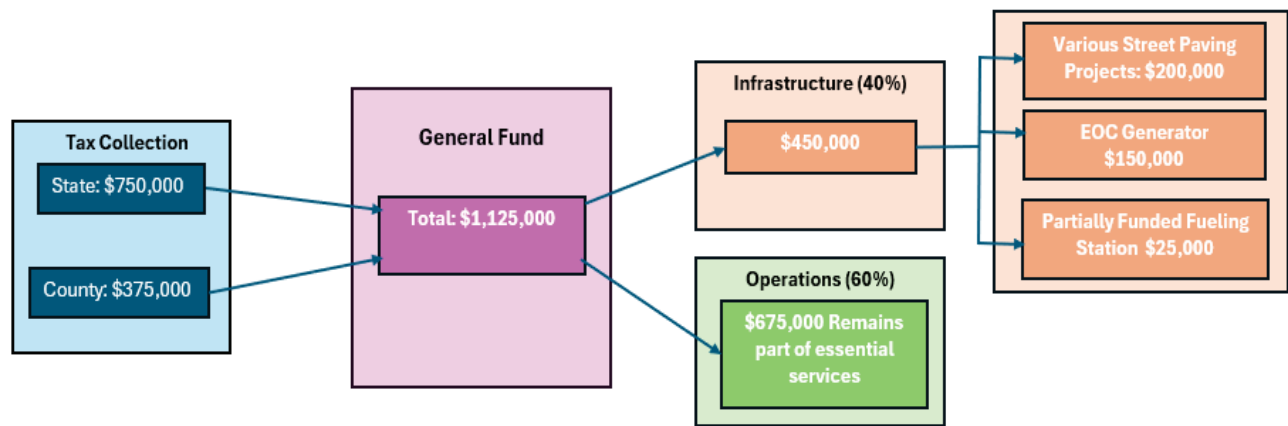 Tax Collection
State: $750,000
County: $375,000
General Fund
Total: $1,125,000
Infrastructure (40%)
$450,000
Operations (60%)
$675,000 Remains
part of essential
services
Various Street Paving
Projects: $200,000
EOC Generator
$150,000
Partially Funded Fueling
Station $25,000